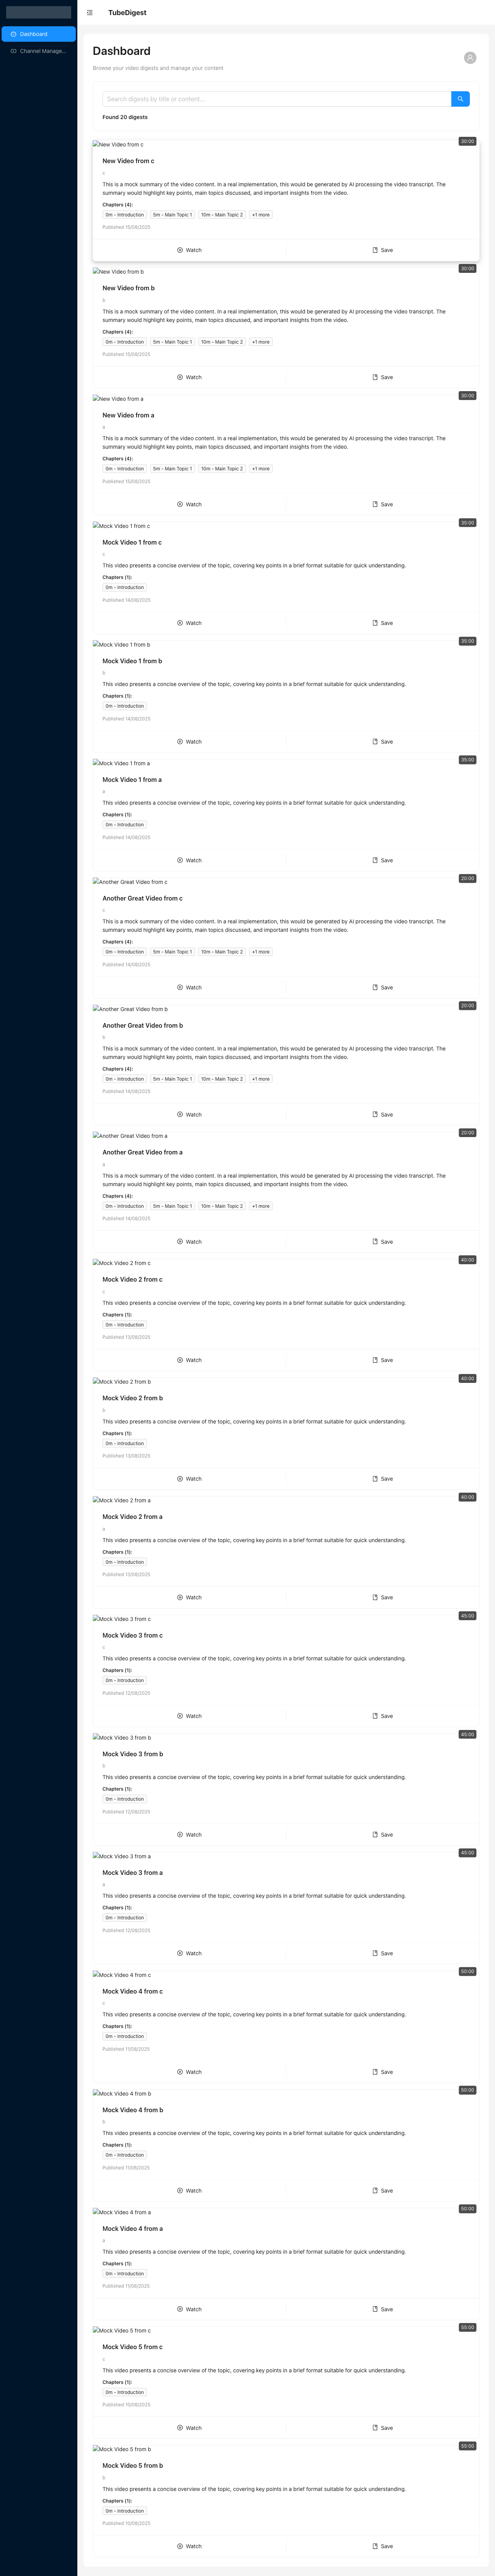 TubeDigest
Dashboard
Channel Manage...
Dashboard
Browse your video digests and manage your content
Search digests by title or content...
Found 20 digests
New Video from c
30:00
New Video from c
c
This is a mock summary of the video content. In a real implementation, this would be generated by AI processing the video transcript. The
summary would highlight key points, main topics discussed, and important insights from the video.
Chapters (4):
0m - Introduction 5m - Main Topic 1 10m - Main Topic 2 +1 more
Published 15/08/2025
Watch Save
New Video from b
30:00
New Video from b
b
This is a mock summary of the video content. In a real implementation, this would be generated by AI processing the video transcript. The
summary would highlight key points, main topics discussed, and important insights from the video.
Chapters (4):
0m - Introduction 5m - Main Topic 1 10m - Main Topic 2 +1 more
Published 15/08/2025
Watch Save
New Video from a
30:00
New Video from a
a
This is a mock summary of the video content. In a real implementation, this would be generated by AI processing the video transcript. The
summary would highlight key points, main topics discussed, and important insights from the video.
Chapters (4):
0m - Introduction 5m - Main Topic 1 10m - Main Topic 2 +1 more
Published 15/08/2025
Watch Save
Mock Video 1 from c
35:00
Mock Video 1 from c
c
This video presents a concise overview of the topic, covering key points in a brief format suitable for quick understanding.
Chapters (1):
0m - Introduction
Published 14/08/2025
Watch Save
Mock Video 1 from b
35:00
Mock Video 1 from b
b
This video presents a concise overview of the topic, covering key points in a brief format suitable for quick understanding.
Chapters (1):
0m - Introduction
Published 14/08/2025
Watch Save
Mock Video 1 from a
35:00
Mock Video 1 from a
a
This video presents a concise overview of the topic, covering key points in a brief format suitable for quick understanding.
Chapters (1):
0m - Introduction
Published 14/08/2025
Watch Save
Another Great Video from c
20:00
Another Great Video from c
c
This is a mock summary of the video content. In a real implementation, this would be generated by AI processing the video transcript. The
summary would highlight key points, main topics discussed, and important insights from the video.
Chapters (4):
0m - Introduction 5m - Main Topic 1 10m - Main Topic 2 +1 more
Published 14/08/2025
Watch Save
Another Great Video from b
20:00
Another Great Video from b
b
This is a mock summary of the video content. In a real implementation, this would be generated by AI processing the video transcript. The
summary would highlight key points, main topics discussed, and important insights from the video.
Chapters (4):
0m - Introduction 5m - Main Topic 1 10m - Main Topic 2 +1 more
Published 14/08/2025
Watch Save
Another Great Video from a
20:00
Another Great Video from a
a
This is a mock summary of the video content. In a real implementation, this would be generated by AI processing the video transcript. The
summary would highlight key points, main topics discussed, and important insights from the video.
Chapters (4):
0m - Introduction 5m - Main Topic 1 10m - Main Topic 2 +1 more
Published 14/08/2025
Watch Save
Mock Video 2 from c
40:00
Mock Video 2 from c
c
This video presents a concise overview of the topic, covering key points in a brief format suitable for quick understanding.
Chapters (1):
0m - Introduction
Published 13/08/2025
Watch Save
Mock Video 2 from b
40:00
Mock Video 2 from b
b
This video presents a concise overview of the topic, covering key points in a brief format suitable for quick understanding.
Chapters (1):
0m - Introduction
Published 13/08/2025
Watch Save
Mock Video 2 from a
40:00
Mock Video 2 from a
a
This video presents a concise overview of the topic, covering key points in a brief format suitable for quick understanding.
Chapters (1):
0m - Introduction
Published 13/08/2025
Watch Save
Mock Video 3 from c
45:00
Mock Video 3 from c
c
This video presents a concise overview of the topic, covering key points in a brief format suitable for quick understanding.
Chapters (1):
0m - Introduction
Published 12/08/2025
Watch Save
Mock Video 3 from b
45:00
Mock Video 3 from b
b
This video presents a concise overview of the topic, covering key points in a brief format suitable for quick understanding.
Chapters (1):
0m - Introduction
Published 12/08/2025
Watch Save
Mock Video 3 from a
45:00
Mock Video 3 from a
a
This video presents a concise overview of the topic, covering key points in a brief format suitable for quick understanding.
Chapters (1):
0m - Introduction
Published 12/08/2025
Watch Save
Mock Video 4 from c
50:00
Mock Video 4 from c
c
This video presents a concise overview of the topic, covering key points in a brief format suitable for quick understanding.
Chapters (1):
0m - Introduction
Published 11/08/2025
Watch Save
Mock Video 4 from b
50:00
Mock Video 4 from b
b
This video presents a concise overview of the topic, covering key points in a brief format suitable for quick understanding.
Chapters (1):
0m - Introduction
Published 11/08/2025
Watch Save
Mock Video 4 from a
50:00
Mock Video 4 from a
a
This video presents a concise overview of the topic, covering key points in a brief format suitable for quick understanding.
Chapters (1):
0m - Introduction
Published 11/08/2025
Watch Save
Mock Video 5 from c
55:00
Mock Video 5 from c
c
This video presents a concise overview of the topic, covering key points in a brief format suitable for quick understanding.
Chapters (1):
0m - Introduction
Published 10/08/2025
Watch Save
Mock Video 5 from b
55:00
Mock Video 5 from b
b
This video presents a concise overview of the topic, covering key points in a brief format suitable for quick understanding.
Chapters (1):
0m - Introduction
Published 10/08/2025
Watch Save